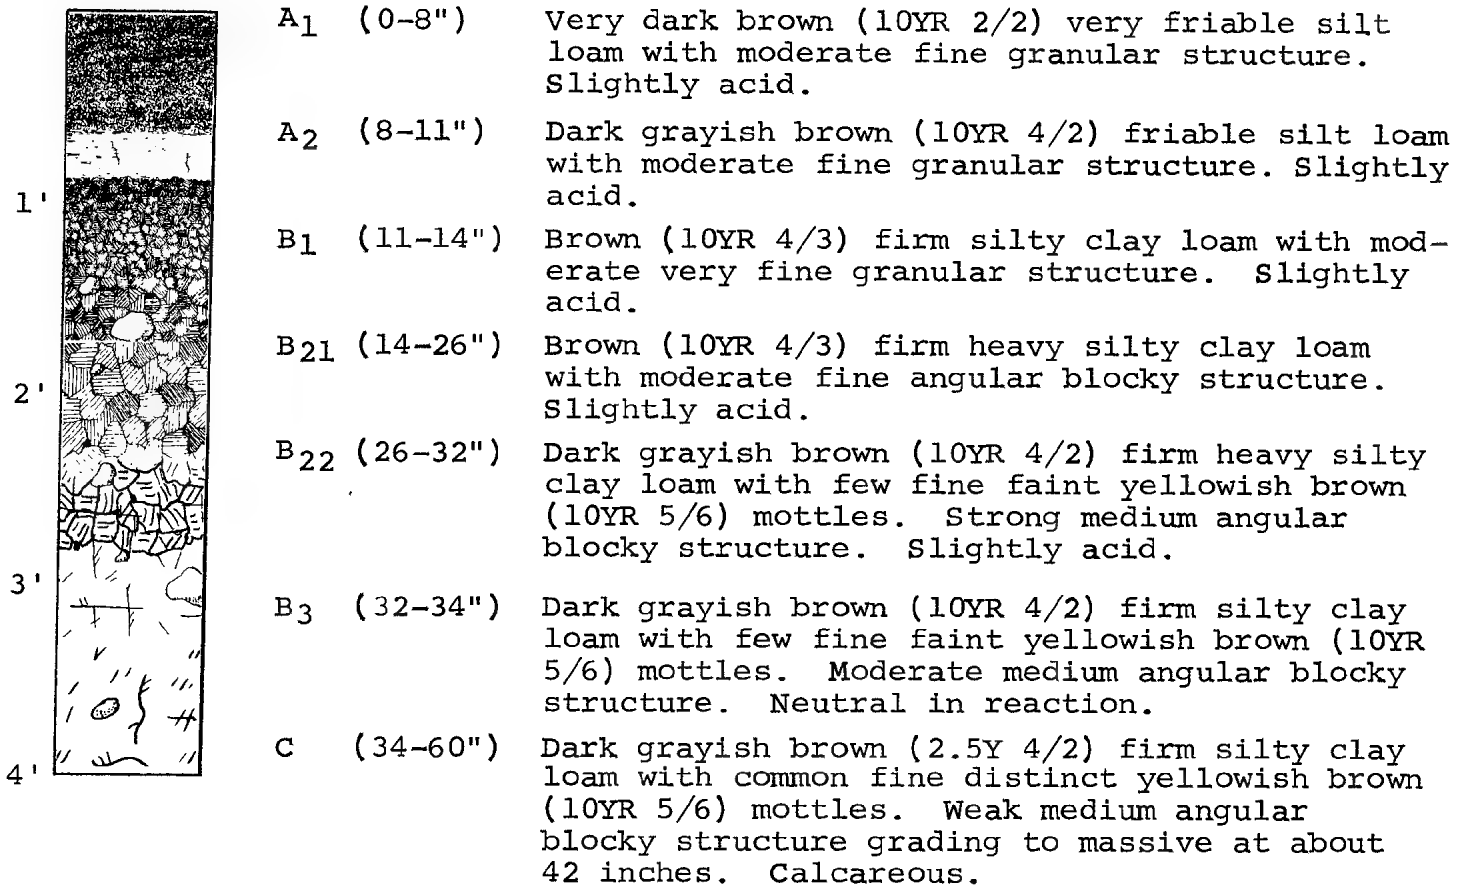 A1 (0-8") Very dark brown (10YR 2/2) very friable silt
loam with moderate fine granular structure.
Slightly acid.
A2 (8-11") Dark grayish brown (10YR 4/2) friable silt loam
with moderate fine granular structure. Slightly
acid.
1'
B1 (11-14") Brown (10YR 4/3) firm silty clay loam with mod-
erate very fine granular structure. Slightly
acid.
B21 (14-26") Brown (10YR 4/3) firm heavy silty clay loam
with moderate fine angular blocky structure.
Slightly acid.
2'
B22 (26-32") Dark grayish brown (10YR 4/2) firm heavy silty
clay loam with few fine faint yellowish brown
(10YR 5/6) mottles. Strong medium angular
blocky structure. Slightly acid.
3'
B3 (32-34") Dark grayish brown (10YR 4/2) firm silty clay
loam with few fine faint yellowish brown (10YR
5/6) mottles. Moderate medium angular blocky
structure. Neutral in reaction.
C (34-60") Dark grayish brown (2.5Y 4/2) firm silty clay
loam with common fine distinct yellowish brown
4'
(10YR 5/6) mottles. Weak medium angular
blocky structure grading to massive at about
42 inches. Calcareous.